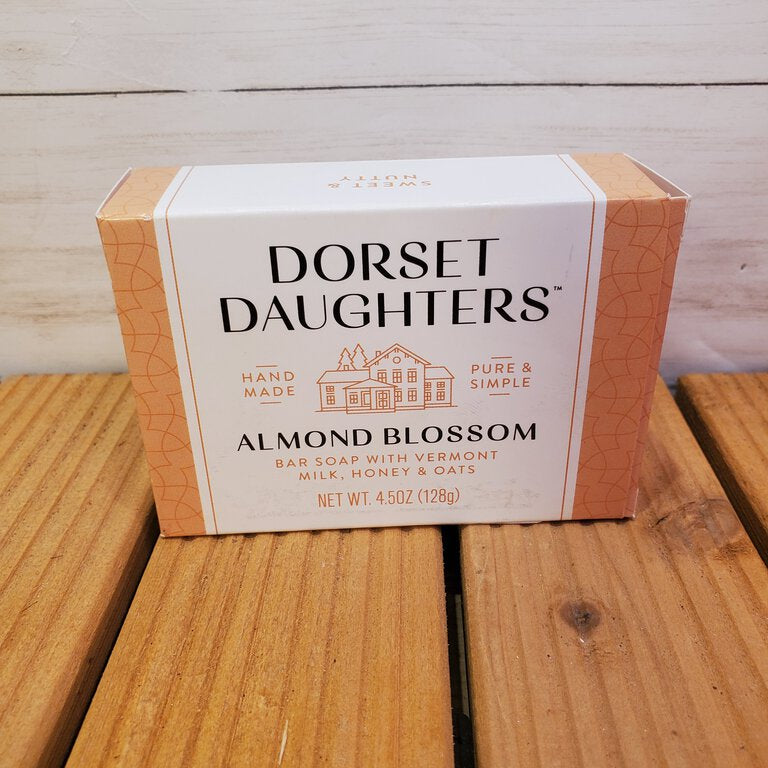 SWEET &
NUTTY
DORSET
DAUGHTERS™
HAND
MADE
PURE &
SIMPLE
ALMOND BLOSSOM
BAR SOAP WITH VERMONT
MILK, HONEY & OATS
NET WT. 4.5OZ (128g)